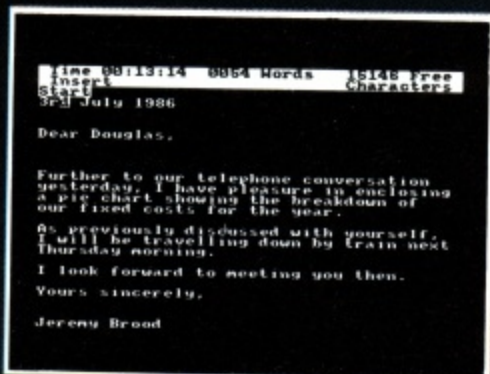 Time 00:13:14 0064 Words 15146 Free
Insert Characters
Start
3rd July 1986
Dear Douglas,
Further to our telephone conversation
yesterday, I have pleasure in enclosing
a pie chart showing the breakdown of
our fixed costs for the year.
As previously discussed with yourself,
I will be travelling down by train next
Thursday morning.
I look forward to meeting you then.
Yours sincerely,
Jeremy Brood